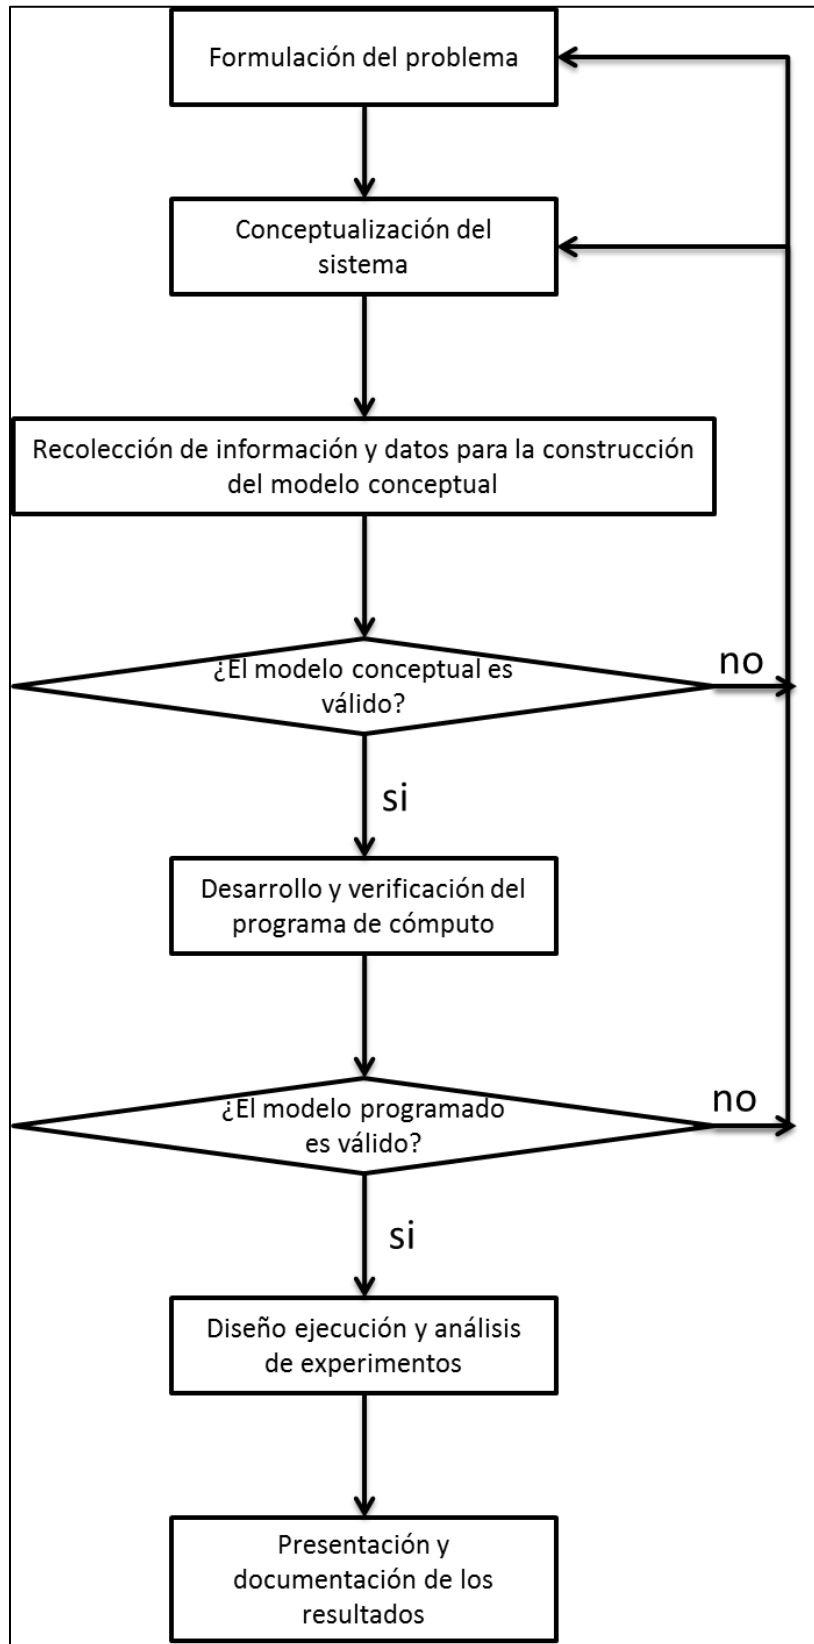 Formulación del problema
Conceptualización del
sistema
Recolección de información y datos para la construcción
del modelo conceptual
¿El modelo conceptual es
válido?
no
si
Desarrollo y verificación del
programa de cómputo
¿El modelo programado
es válido?
no
si
Diseño ejecución y análisis
de experimentos
Presentación y
documentación de los
resultados